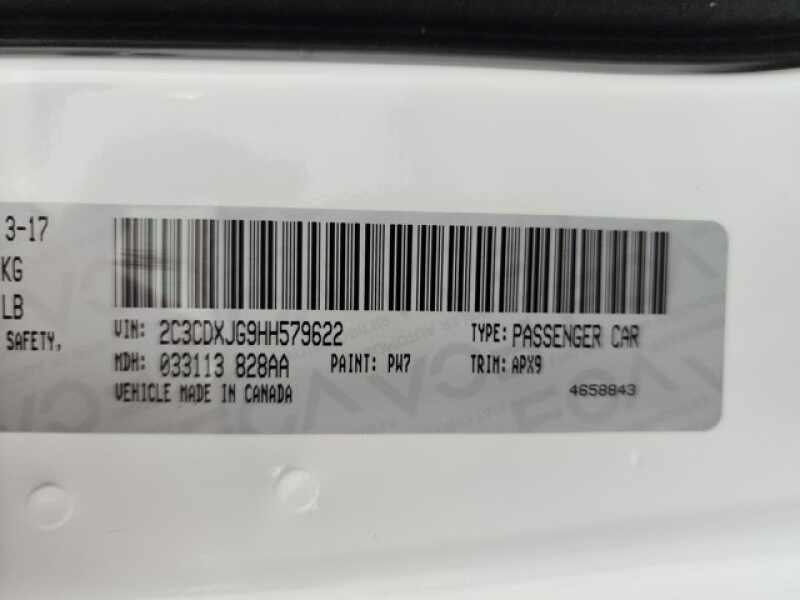 3-17
KG
LB
SAFETY,
VIN: 2C3CDXJG9HH579622 TYPE: PASSENGER CAR
MDH: 033113 828AA PAINT: PW7 TRIM: APX9
VEHICLE MADE IN CANADA 4658843